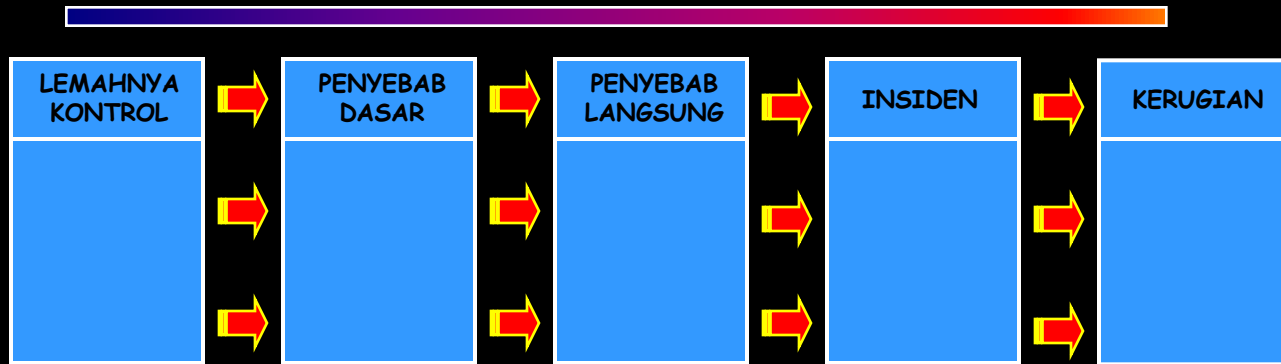 LEMAHNYA
KONTROL
PENYEBAB
DASAR
PENYEBAB
LANGSUNG
INSIDEN
KERUGIAN